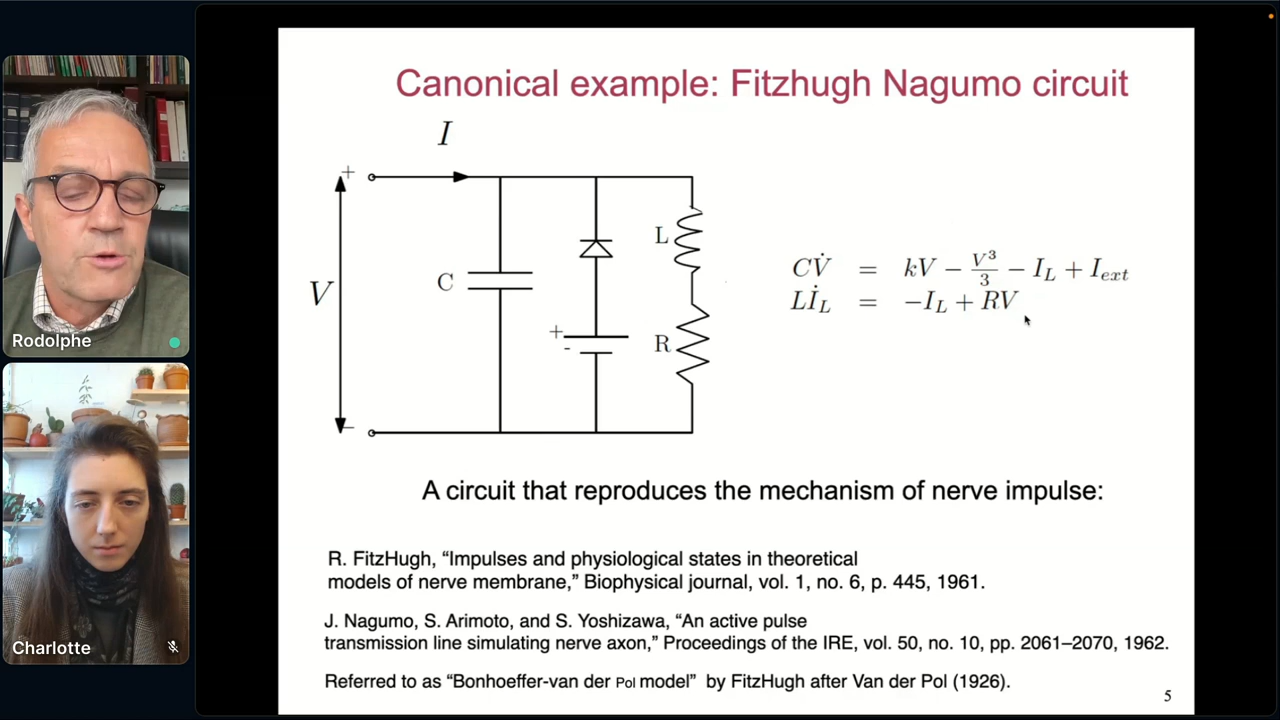 Canonical example: Fitzhugh Nagumo circuit
I
+
V
-
C
+
-
L
R
CV̇ = kV − V³/3 − I_L + I_ext
Lİ_L = −I_L + RV
A circuit that reproduces the mechanism of nerve impulse:
R. FitzHugh, “Impulses and physiological states in theoretical
models of nerve membrane,” Biophysical journal, vol. 1, no. 6, p. 445, 1961.
J. Nagumo, S. Arimoto, and S. Yoshizawa, “An active pulse
transmission line simulating nerve axon,” Proceedings of the IRE, vol. 50, no. 10, pp. 2061–2070, 1962.
Referred to as “Bonhoeffer-van der Pol model” by FitzHugh after Van der Pol (1926).
5
Rodolphe
Charlotte